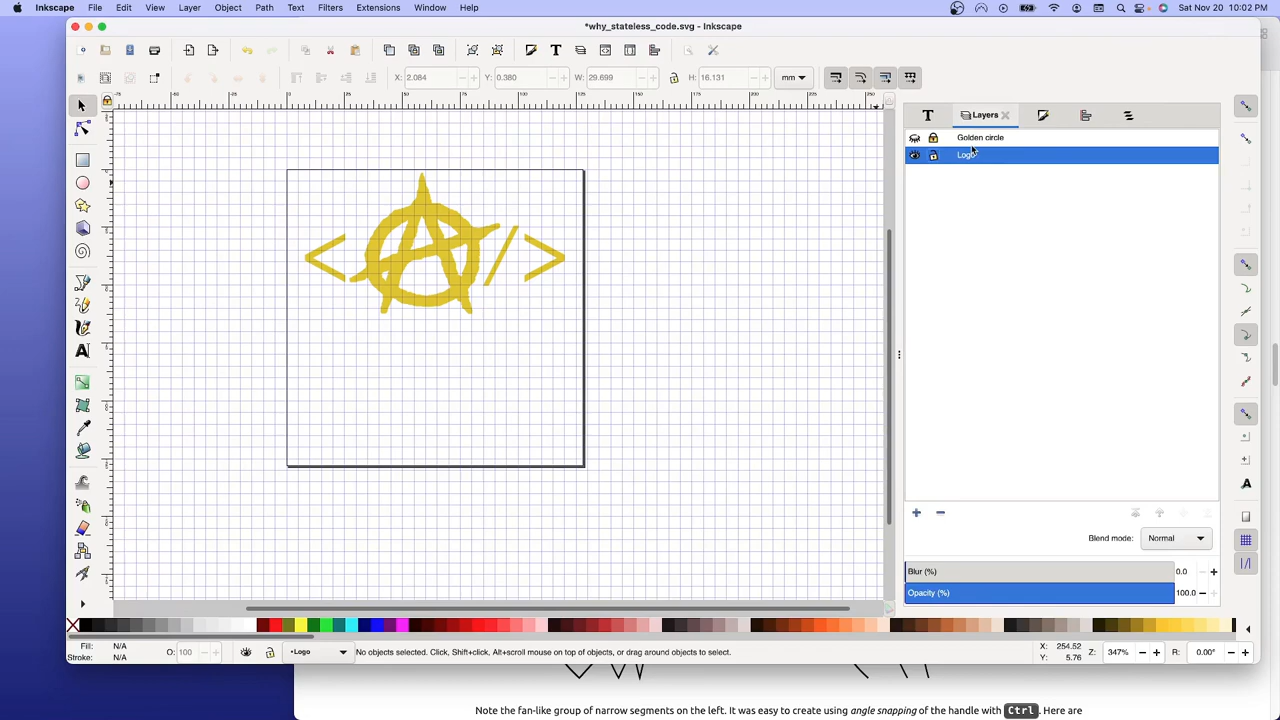 Inkscape File Edit View Layer Object Path Text Filters Extensions Window Help Sat Nov 20 10:02 PM
*why_stateless_code.svg - Inkscape
X: 2.084 Y: 0.380 W: 29.699 H: 16.131 mm
Layers
Golden circle
Logo
</>
Blend mode: Normal
Blur (%) 0.0
Opacity (%) 100.0
Fill: N/A
Stroke: N/A
O: 100
Logo
No objects selected. Click, Shift+click, Alt+scroll mouse on top of objects, or drag around objects to select.
X: 254.52
Y: 5.76
Z: 347%
R: 0.00°
Note the fan-like group of narrow segments on the left. It was easy to create using angle snapping of the handle with Ctrl. Here are